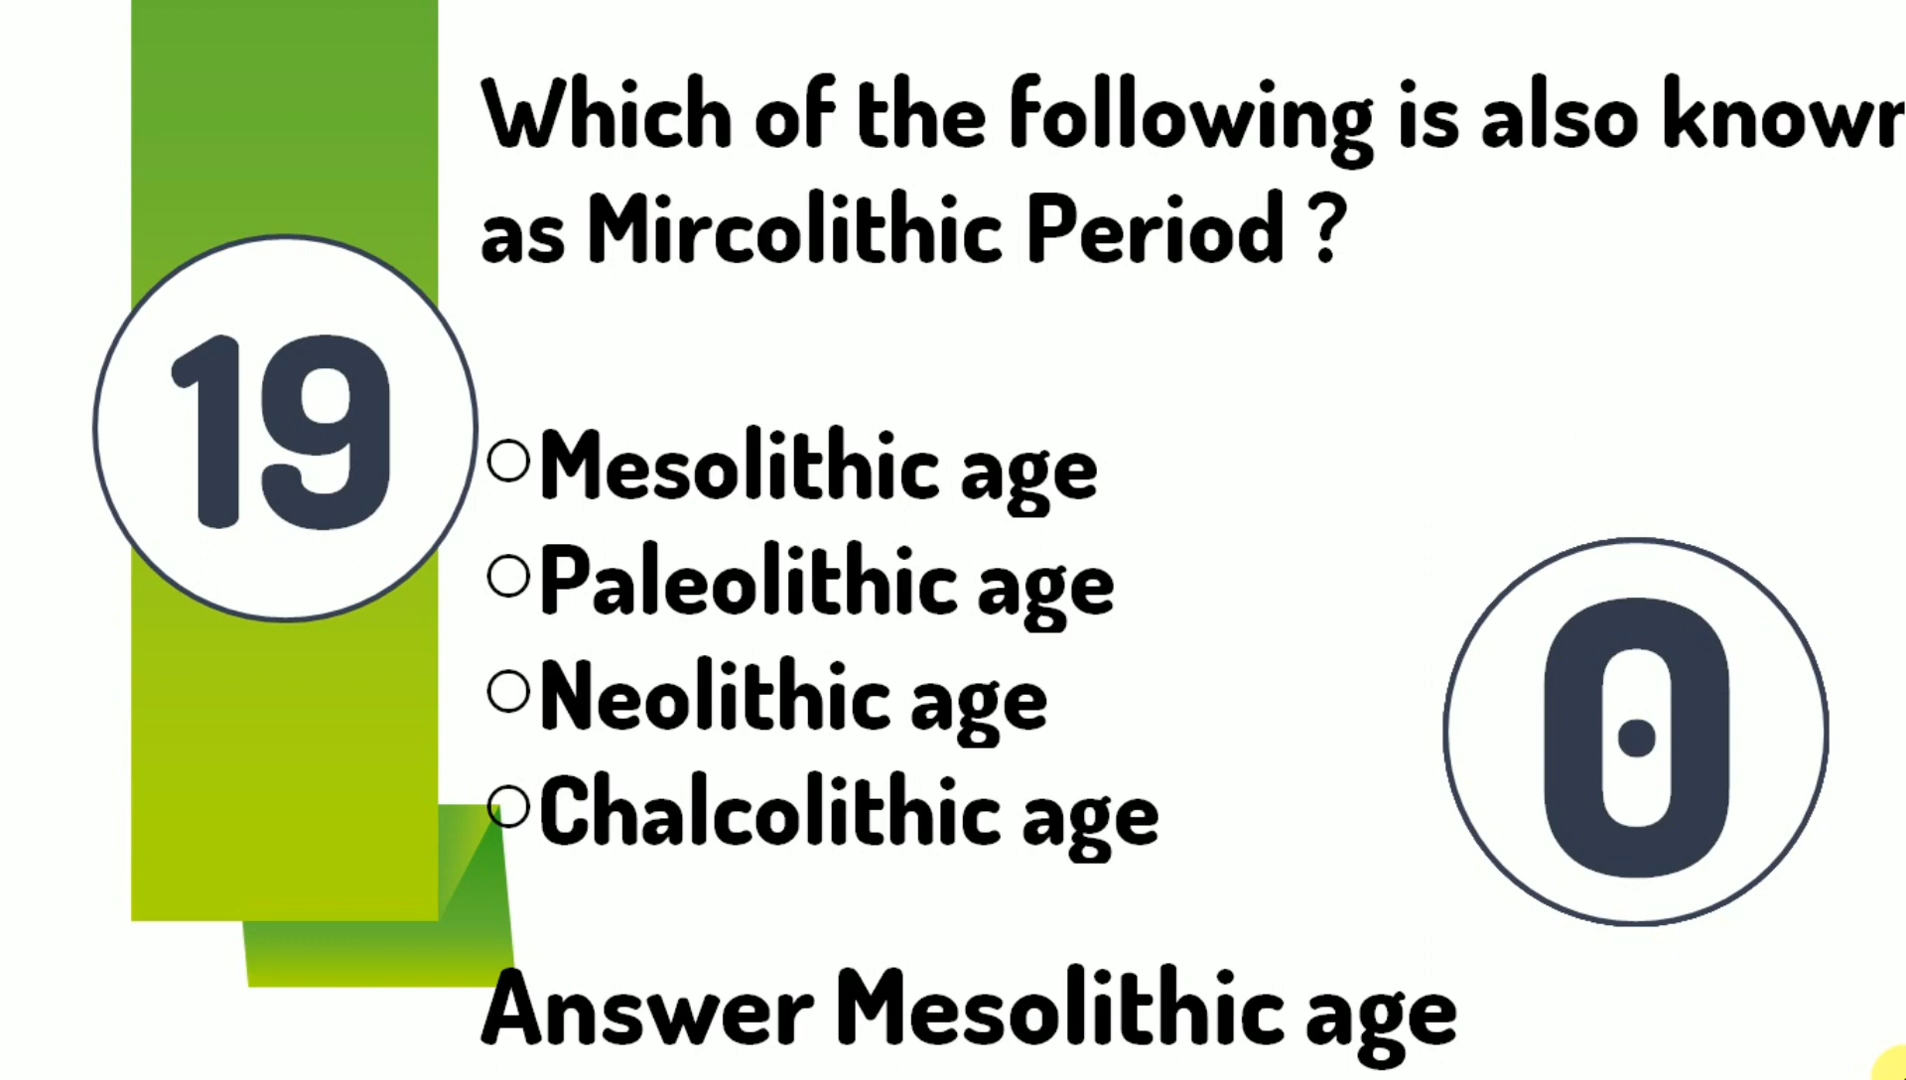 Which of the following is also known
as Mircolithic Period ?
19
○Mesolithic age
○Paleolithic age
○Neolithic age
○Chalcolithic age
0
Answer Mesolithic age